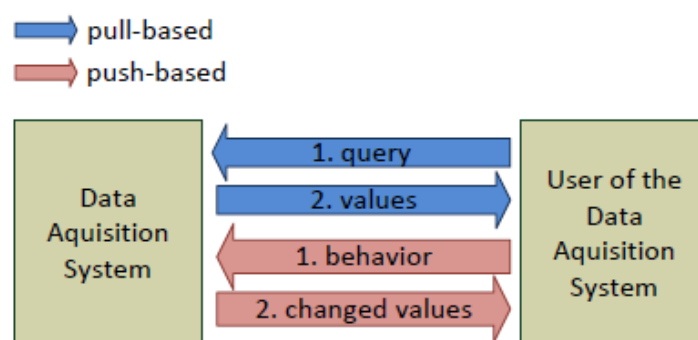 pull-based
push-based
1. query
2. values
1. behavior
2. changed values
Data
Aquisition
System
User of the
Data
Aquisition
System